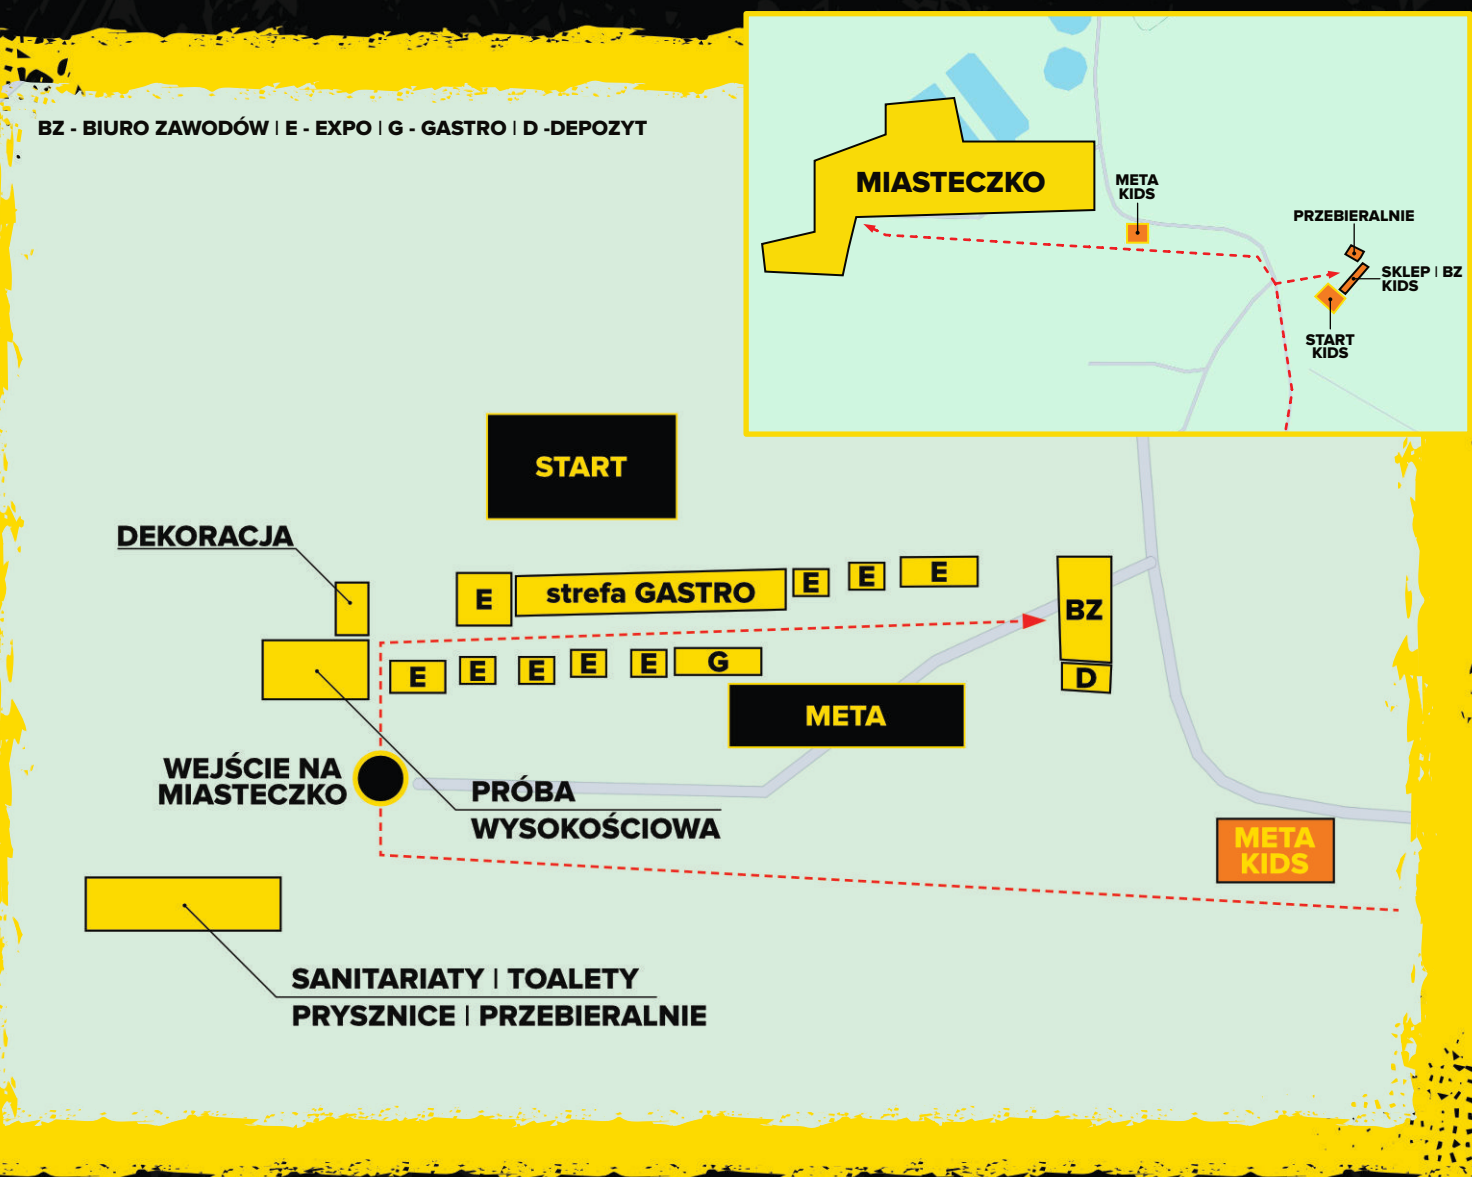 BZ - BIURO ZAWODÓW | E - EXPO | G - GASTRO | D -DEPOZYT
MIASTECZKO
META
KIDS
PRZEBIERALNIE
SKLEP | BZ
KIDS
START
KIDS
START
DEKORACJA
E
strefa GASTRO
E
E
E
BZ
E
E
E
E
E
G
D
META
WEJŚCIE NA
MIASTECZKO
PRÓBA
WYSOKOŚCIOWA
META
KIDS
SANITARIATY | TOALETY
PRYSZNICE | PRZEBIERALNIE